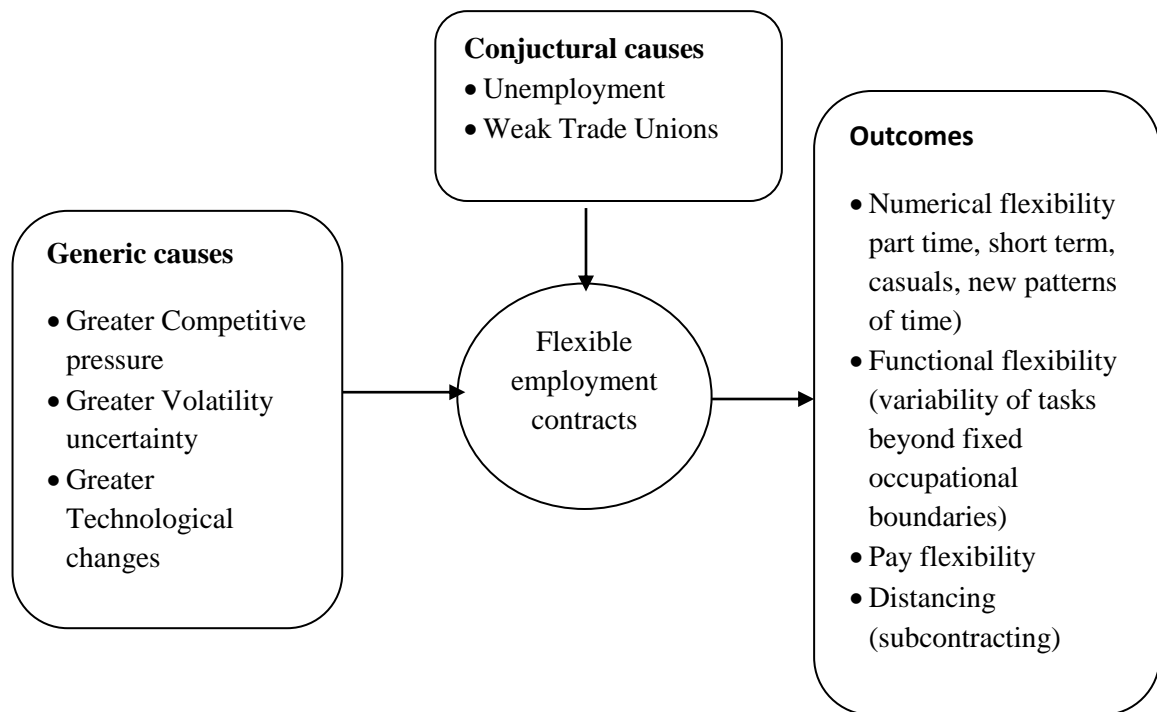 Conjuctural causes
• Unemployment
• Weak Trade Unions
Generic causes
• Greater Competitive
pressure
• Greater Volatility
uncertainty
• Greater
Technological
changes
Flexible
employment
contracts
Outcomes
• Numerical flexibility
part time, short term,
casuals, new patterns
of time)
• Functional flexibility
(variability of tasks
beyond fixed
occupational
boundaries)
• Pay flexibility
• Distancing
(subcontracting)